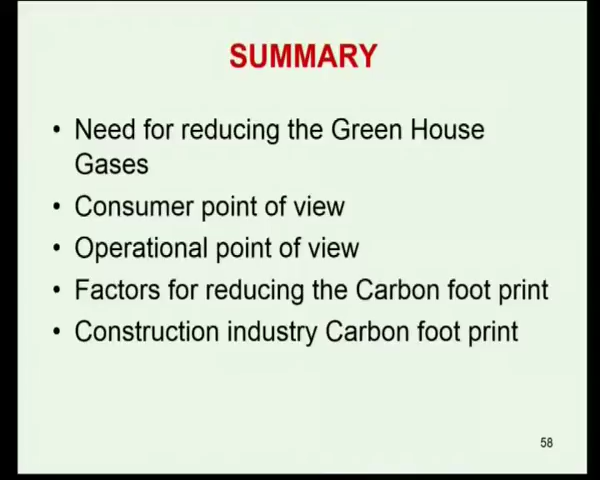 SUMMARY
• Need for reducing the Green House
Gases
• Consumer point of view
• Operational point of view
• Factors for reducing the Carbon foot print
• Construction industry Carbon foot print
58